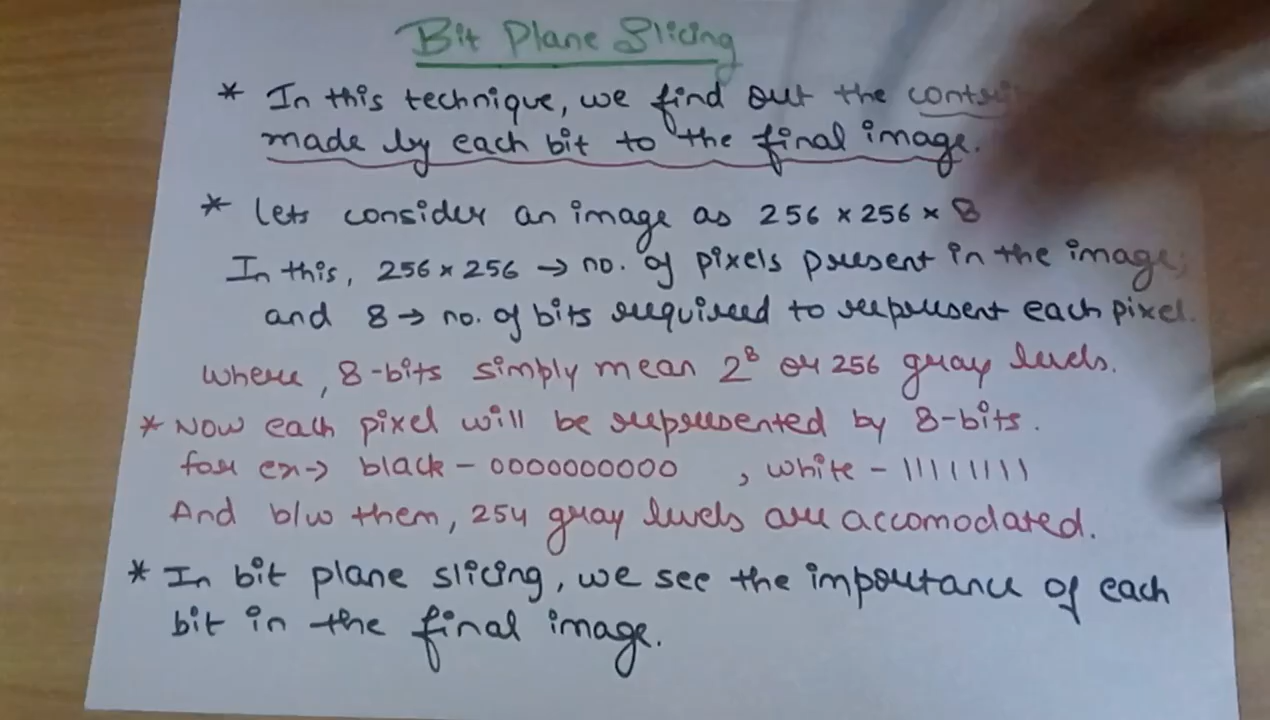 Bit Plane Slicing
* In this technique, we find out the
made by each bit to the final image.
* Lets consider an image as 256 × 256 × 8
In this, 256 × 256 → no. of pixels present in the image;
and 8 → no. of bits required to represent each pixel.
Where, 8-bits simply mean 2⁸ or 256 gray levels.
* Now each pixel will be represented by 8-bits.
for ex → black - 0000000000 , white - 111111111
And b/w them, 254 gray levels are accomodated.
* In bit plane slicing, we see the importance of each
bit in the final image.